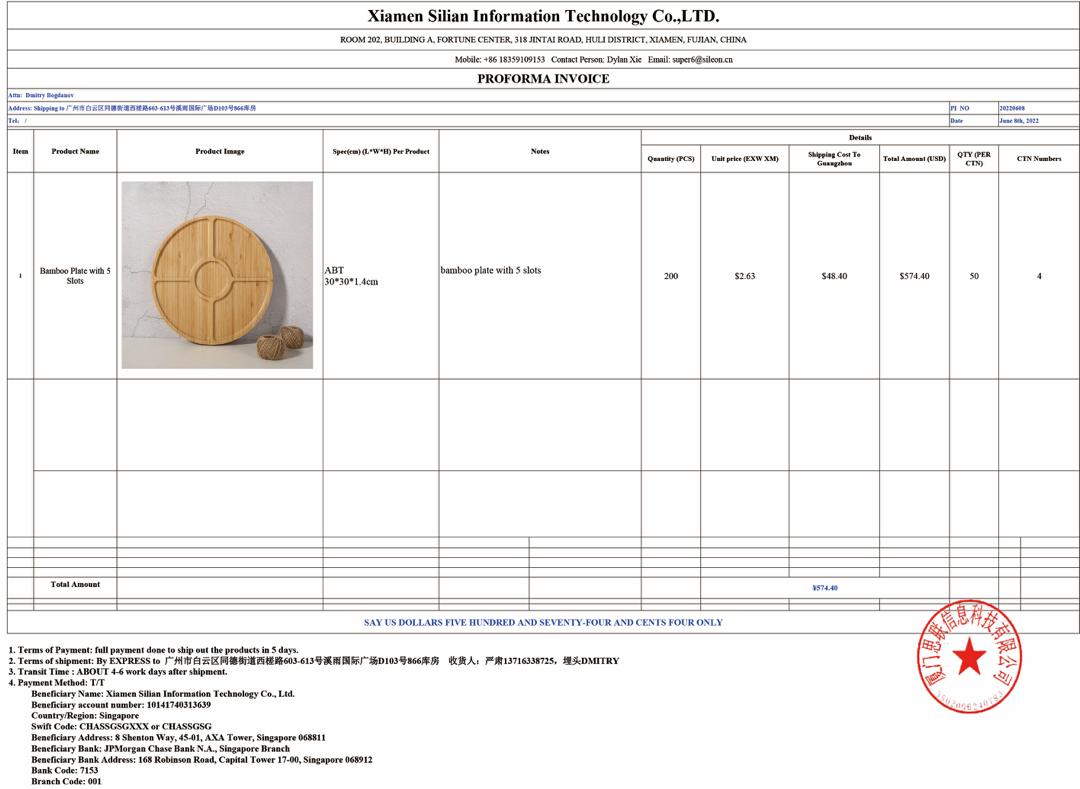 Xiamen Silian Information Technology Co.,LTD.
ROOM 202, BUILDING A, FORTUNE CENTER, 318 JINTAI ROAD, HULI DISTRICT, XIAMEN, FUJIAN, CHINA
Mobile: +86 18359109153 Contact Person: Dylan Xie Email: super6@sileon.cn
PROFORMA INVOICE
Attn: Dmitry Bogdanov
Address: Shipping to 广州市白云区同德街道西槎路603-613号溪雨国际广场D103号866库房 PI NO 20220608
Tel: / Date June 8th, 2022
Item Product Name Product Image Spec(cm) (L*W*H) Per Product Notes Details
Quantity (PCS) Unit price (EXW XM) Shipping Cost To Guangzhou Total Amount (USD) QTY (PER CTN) CTN Numbers
1 Bamboo Plate with 5 Slots ABT 30*30*1.4cm bamboo plate with 5 slots 200 $2.63 $48.40 $574.40 50 4
Total Amount ¥574.40
SAY US DOLLARS FIVE HUNDRED AND SEVENTY-FOUR AND CENTS FOUR ONLY
厦门思联信息科技有限公司
1. Terms of Payment: full payment done to ship out the products in 5 days.
2. Terms of shipment: By EXPRESS to 广州市白云区同德街道西槎路603-613号溪雨国际广场D103号866库房 收货人：严肃13716338725，埋头DMITRY
3. Transit Time : ABOUT 4-6 work days after shipment.
4. Payment Method: T/T
Beneficiary Name: Xiamen Silian Information Technology Co., Ltd.
Beneficiary account number: 10141740313639
Country/Region: Singapore
Swift Code: CHASSGSGXXX or CHASSGSG
Beneficiary Address: 8 Shenton Way, 45-01, AXA Tower, Singapore 068811
Beneficiary Bank: JPMorgan Chase Bank N.A., Singapore Branch
Beneficiary Bank Address: 168 Robinson Road, Capital Tower 17-00, Singapore 068912
Bank Code: 7153
Branch Code: 001